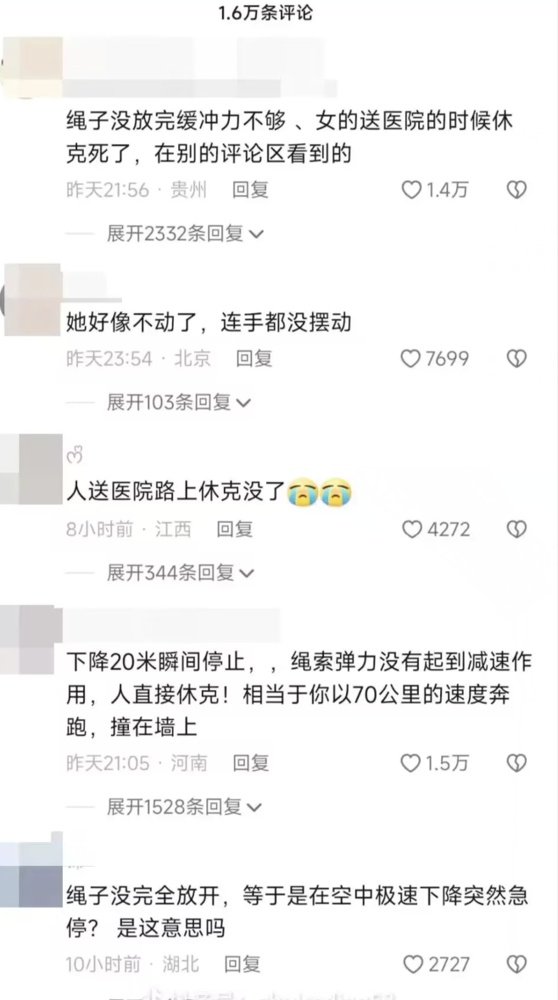 1.6万条评论
绳子没放完缓冲力不够 、女的送医院的时候休
克死了，在别的评论区看到的
昨天21:56 · 贵州 回复 1.4万
展开2332条回复
她好像不动了，连手都没摆动
昨天23:54 · 北京 回复 7699
展开103条回复
人送医院路上休克没了😭😭
8小时前 · 江西 回复 4272
展开344条回复
下降20米瞬间停止，，绳索弹力没有起到减速作
用，人直接休克！相当于你以70公里的速度奔
跑，撞在墙上
昨天21:05 · 河南 回复 1.5万
展开1528条回复
绳子没完全放开，等于是在空中极速下降突然急
停？ 是这意思吗
10小时前 · 湖北 回复 2727